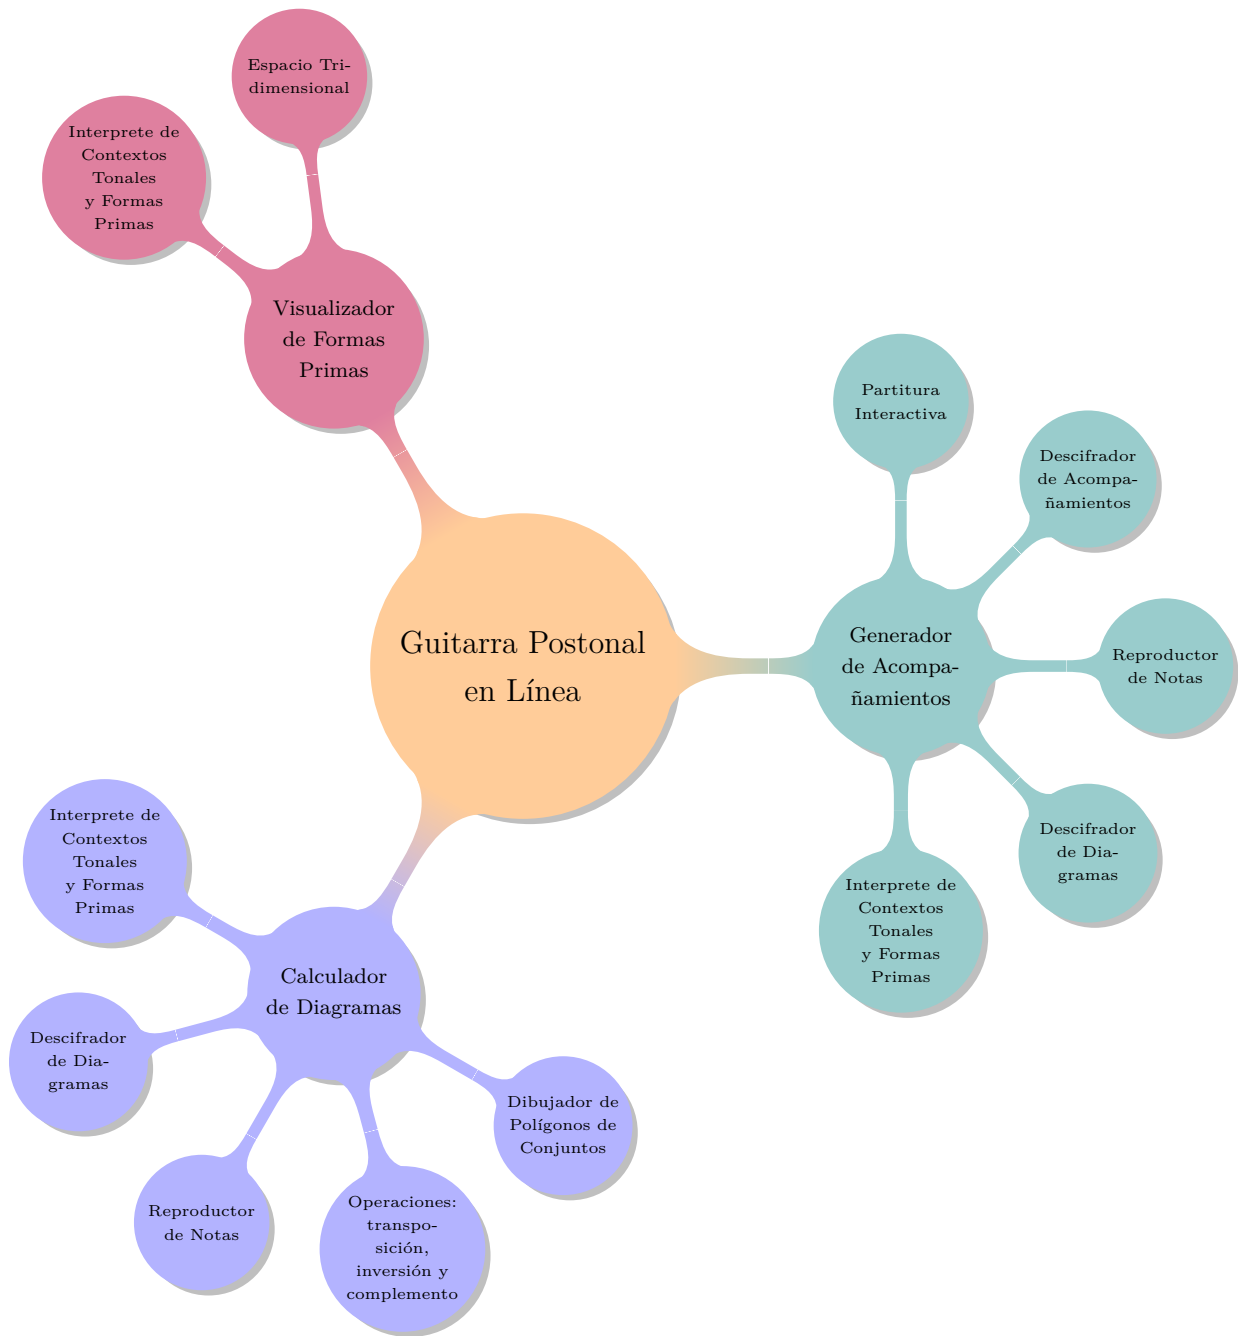 Espacio Tri-
dimensional
Interprete de
Contextos
Tonales
y Formas
Primas
Visualizador
de Formas
Primas
Partitura
Interactiva
Descifrador
de Acompa-
ñamientos
Generador
de Acompa-
ñamientos
Reproductor
de Notas
Guitarra Postonal
en Línea
Descifrador
de Dia-
gramas
Interprete de
Contextos
Tonales
y Formas
Primas
Interprete de
Contextos
Tonales
y Formas
Primas
Calculador
de Diagramas
Descifrador
de Dia-
gramas
Dibujador de
Polígonos de
Conjuntos
Reproductor
de Notas
Operaciones:
transpo-
sición,
inversión y
complemento